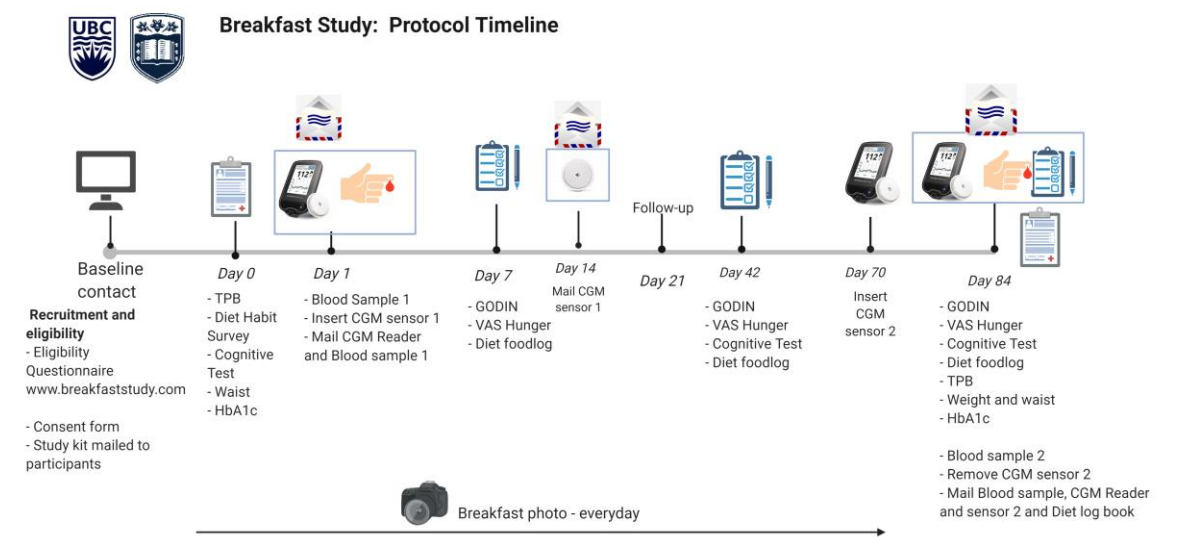 UBC
Breakfast Study: Protocol Timeline
112
112
112
Follow-up
Baseline
contact
Recruitment and
eligibility
- Eligibility
Questionnaire
www.breakfaststudy.com
- Consent form
- Study kit mailed to
participants
Day 0
- TPB
- Diet Habit
Survey
- Cognitive
Test
- Waist
- HbA1c
Day 1
- Blood Sample 1
- Insert CGM sensor 1
- Mail CGM Reader
and Blood sample 1
Day 7
- GODIN
- VAS Hunger
- Diet foodlog
Day 14
Mail CGM
sensor 1
Day 21
Day 42
- GODIN
- VAS Hunger
- Cognitive Test
- Diet foodlog
Day 70
Insert
CGM
sensor 2
Day 84
- GODIN
- VAS Hunger
- Cognitive Test
- Diet foodlog
- TPB
- Weight and waist
- HbA1c
- Blood sample 2
- Remove CGM sensor 2
- Mail Blood sample, CGM Reader
and sensor 2 and Diet log book
Breakfast photo - everyday